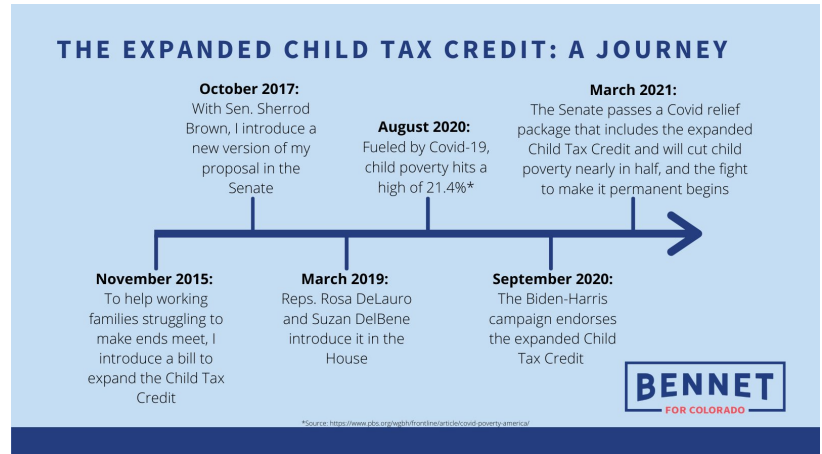 THE EXPANDED CHILD TAX CREDIT: A JOURNEY
November 2015:
To help working
families struggling to
make ends meet, I
introduce a bill to
expand the Child Tax
Credit
October 2017:
With Sen. Sherrod
Brown, I introduce a
new version of my
proposal in the
Senate
March 2019:
Reps. Rosa DeLauro
and Suzan DelBene
introduce it in the
House
August 2020:
Fueled by Covid-19,
child poverty hits a
high of 21.4%*
September 2020:
The Biden-Harris
campaign endorses
the expanded Child
Tax Credit
March 2021:
The Senate passes a Covid relief
package that includes the expanded
Child Tax Credit and will cut child
poverty nearly in half, and the fight
to make it permanent begins
BENNET
FOR COLORADO
*Source: https://www.pbs.org/wgbh/frontline/article/covid-poverty-america/